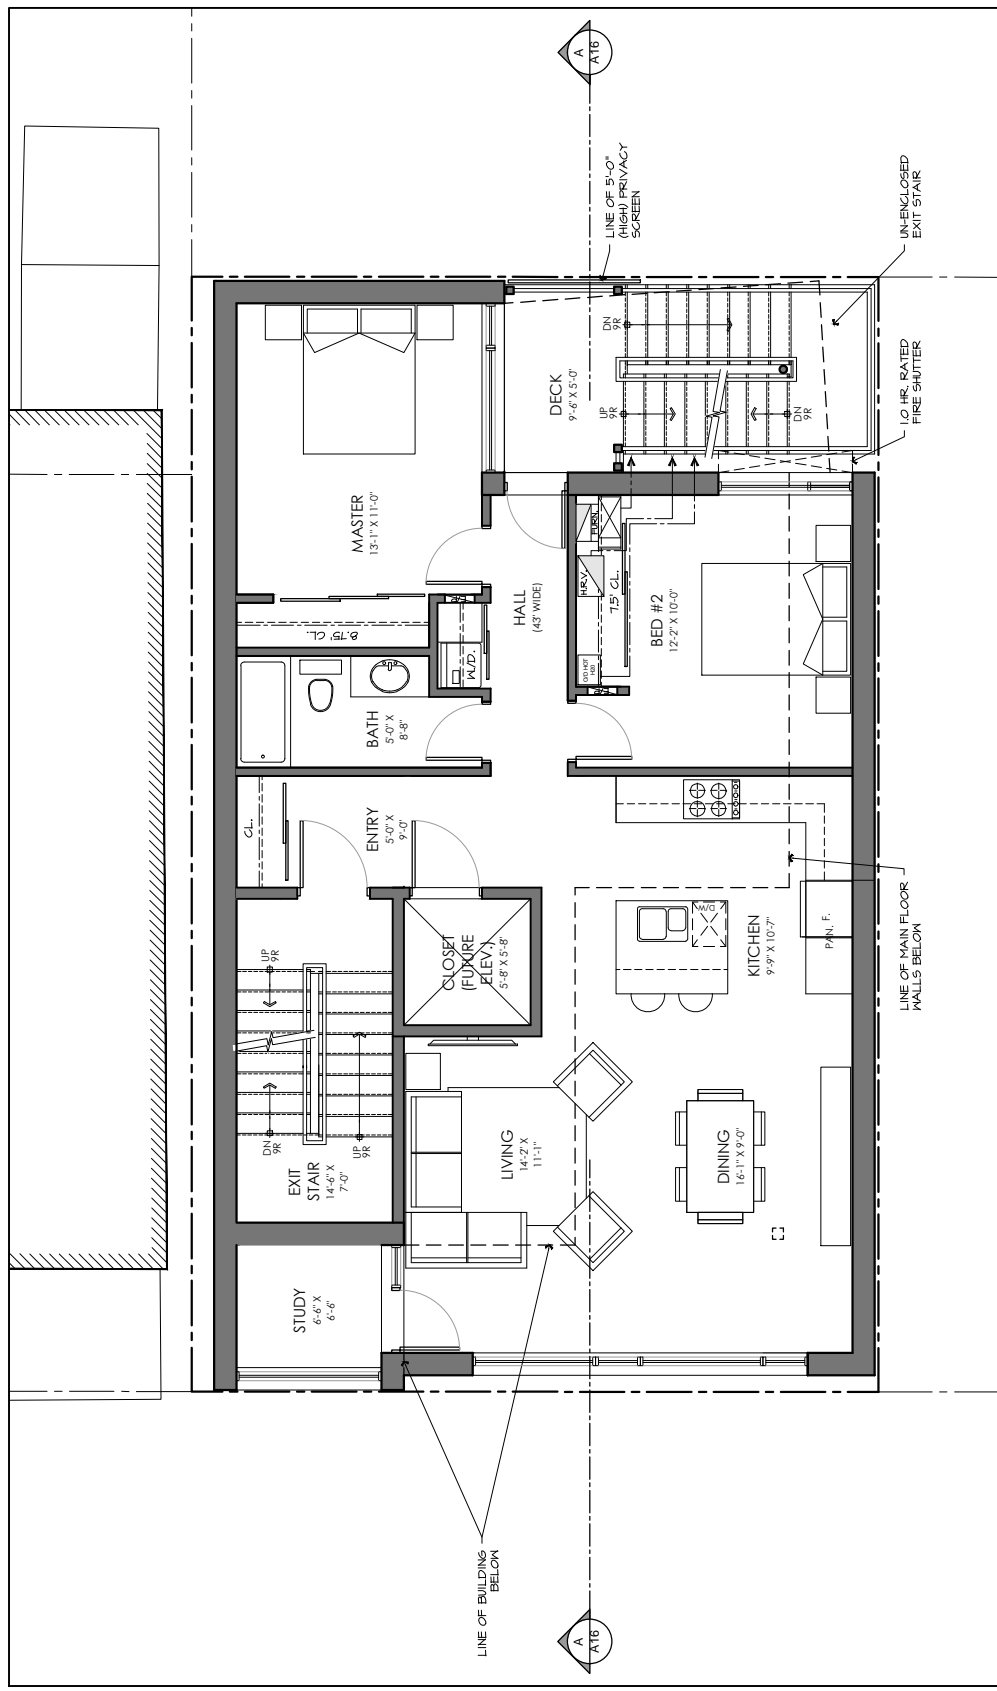 A
A16
LINE OF 5'-0"
(HIGH) PRIVACY
SCREEN
UN-ENCLOSED
EXIT STAIR
1.0 HR. RATED
FIRE SHUTTER
DECK
9'-6" X 5'-0"
DN
9R
UP
9R
DN
9R
MASTER
13'-1" X 11'-0"
8.75' CL.
W/D.
HALL
(43" WIDE)
FURN.
H.R.V.
7.5' CL.
O/D HOT
H20
BED #2
12'-2" X 10'-0"
BATH
5'-0" X
8'-8"
CL.
ENTRY
5'-0" X
9'-0"
CLOSET
(FUTURE
ELEV.)
5'-8" X 5'-8"
D/W
KITCHEN
9'-9" X 10'-7"
PAN. F.
LINE OF MAIN FLOOR
WALLS BELOW
UP
9R
DN
9R
UP
9R
EXIT
STAIR
14'-6" X
7'-0"
LIVING
14'-2" X
11'-1"
DINING
16'-1" X 9'-0"
STUDY
6'-6" X
6'-6"
LINE OF BUILDING
BELOW
A
A16